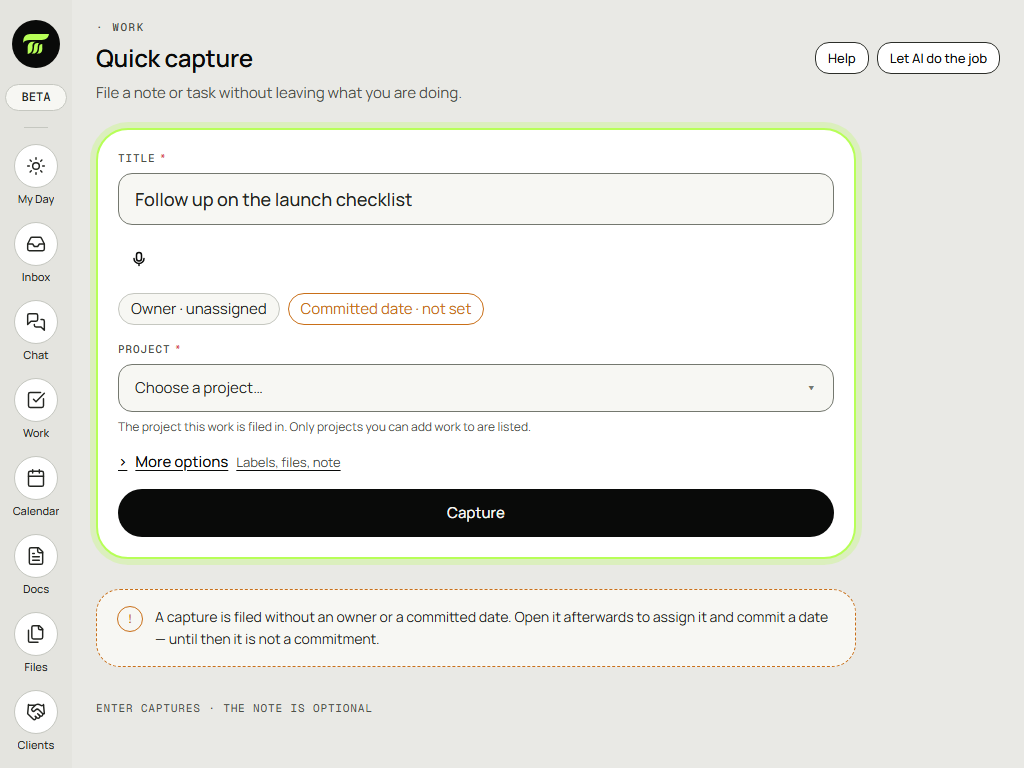 BETA
My Day
Inbox
Chat
Work
Calendar
Docs
Files
Clients
· WORK
Quick capture
File a note or task without leaving what you are doing.
Help
Let AI do the job
TITLE *
Follow up on the launch checklist
Owner · unassigned
Committed date · not set
PROJECT *
Choose a project…
The project this work is filed in. Only projects you can add work to are listed.
> More options Labels, files, note
Capture
! A capture is filed without an owner or a committed date. Open it afterwards to assign it and commit a date
— until then it is not a commitment.
ENTER CAPTURES · THE NOTE IS OPTIONAL